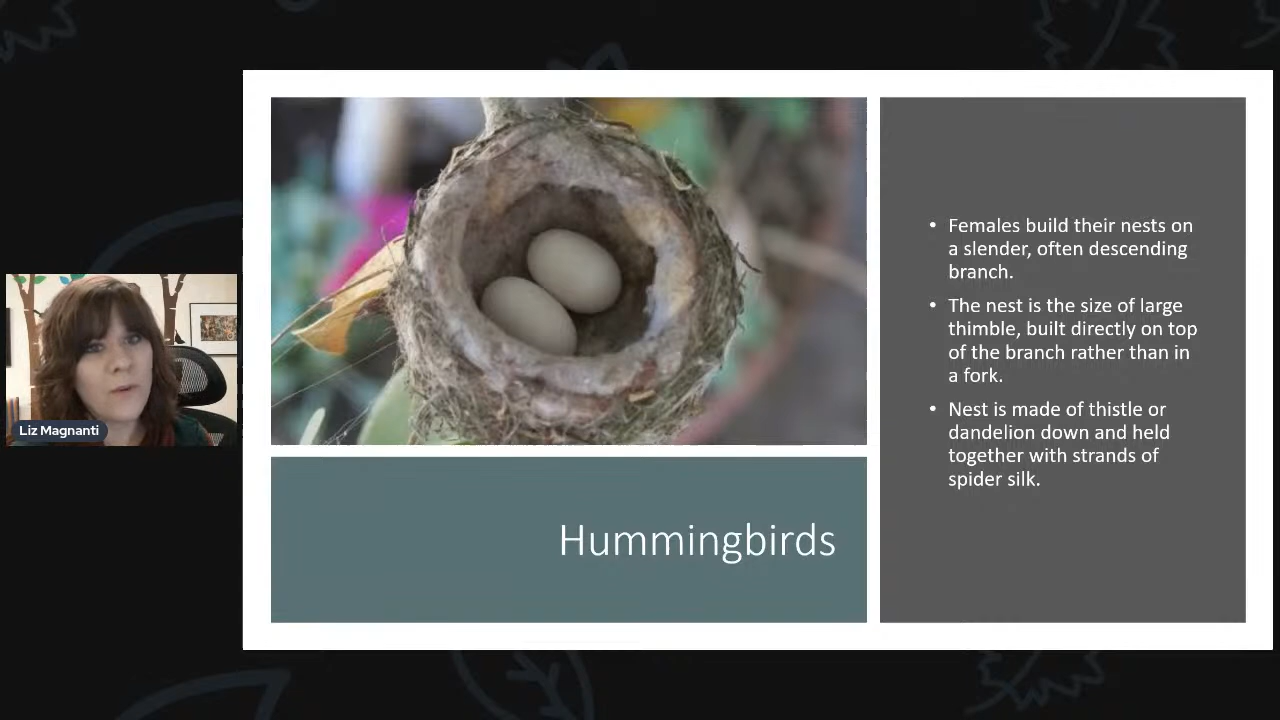 Liz Magnanti
Hummingbirds
• Females build their nests on
a slender, often descending
branch.
• The nest is the size of large
thimble, built directly on top
of the branch rather than in
a fork.
• Nest is made of thistle or
dandelion down and held
together with strands of
spider silk.